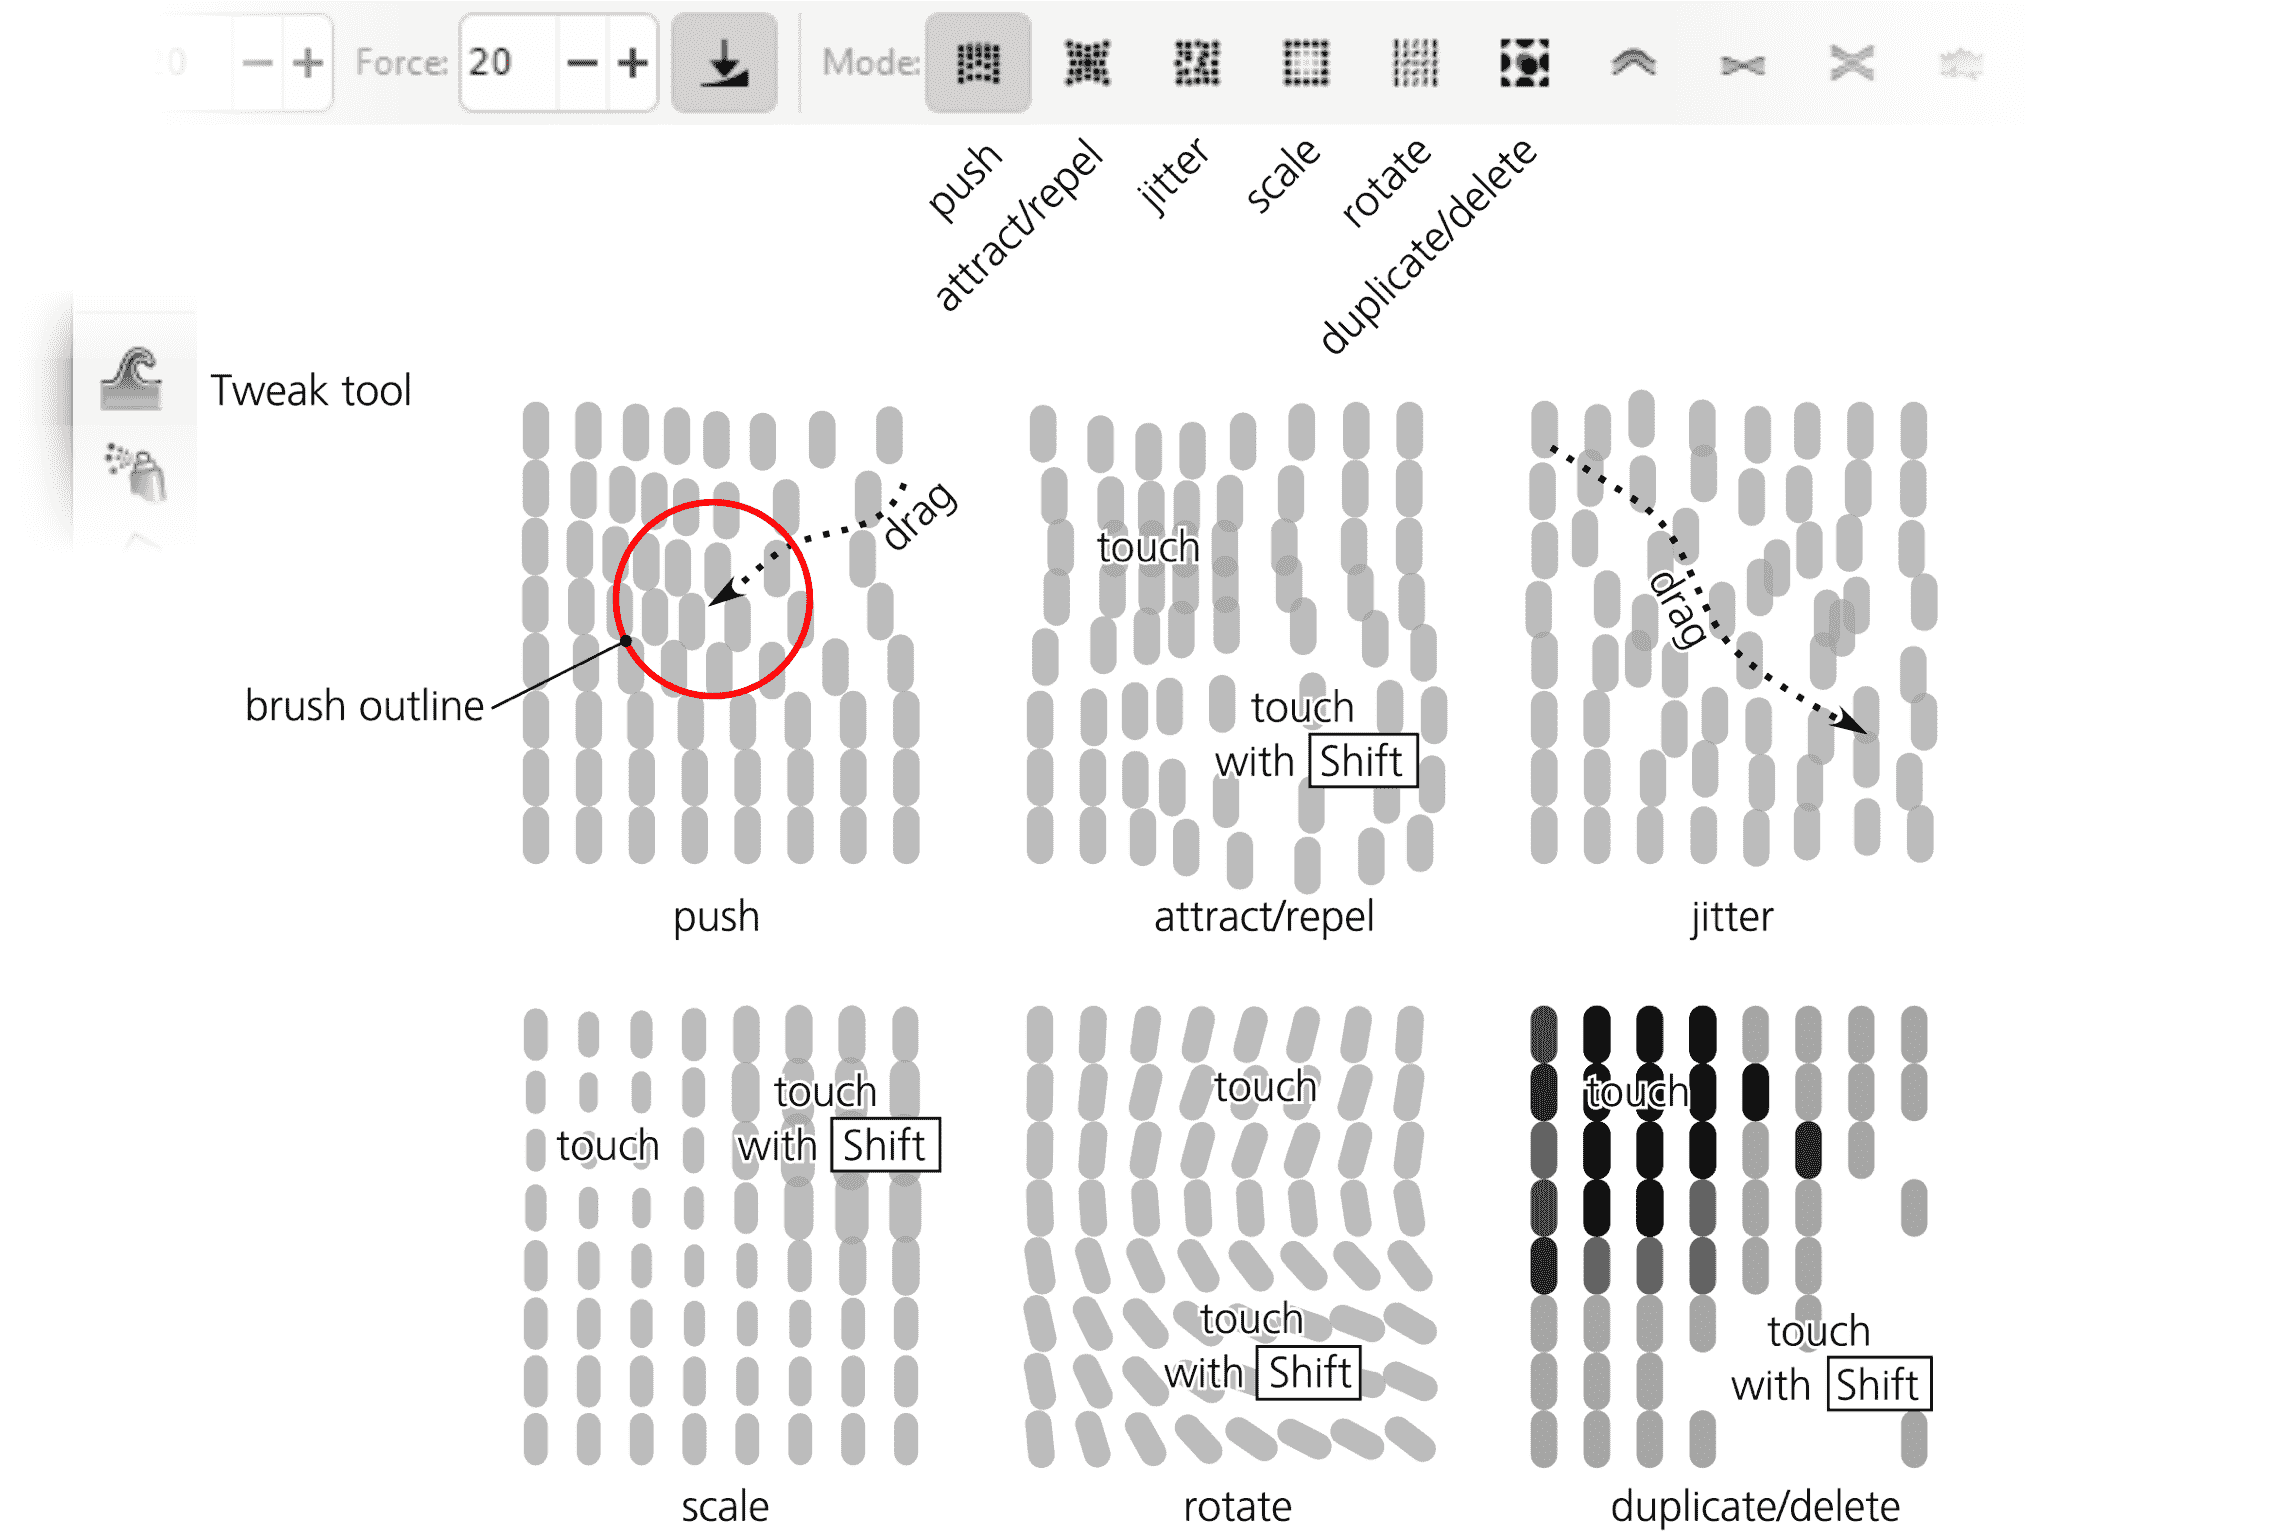 20 − + Force: 20 − + Mode:
push
attract/repel
jitter
scale
rotate
duplicate/delete
Tweak tool
drag
brush outline
push
touch
touch
with Shift
attract/repel
drag
jitter
touch
touch
with Shift
scale
touch
touch
with Shift
rotate
touch
touch
with Shift
duplicate/delete